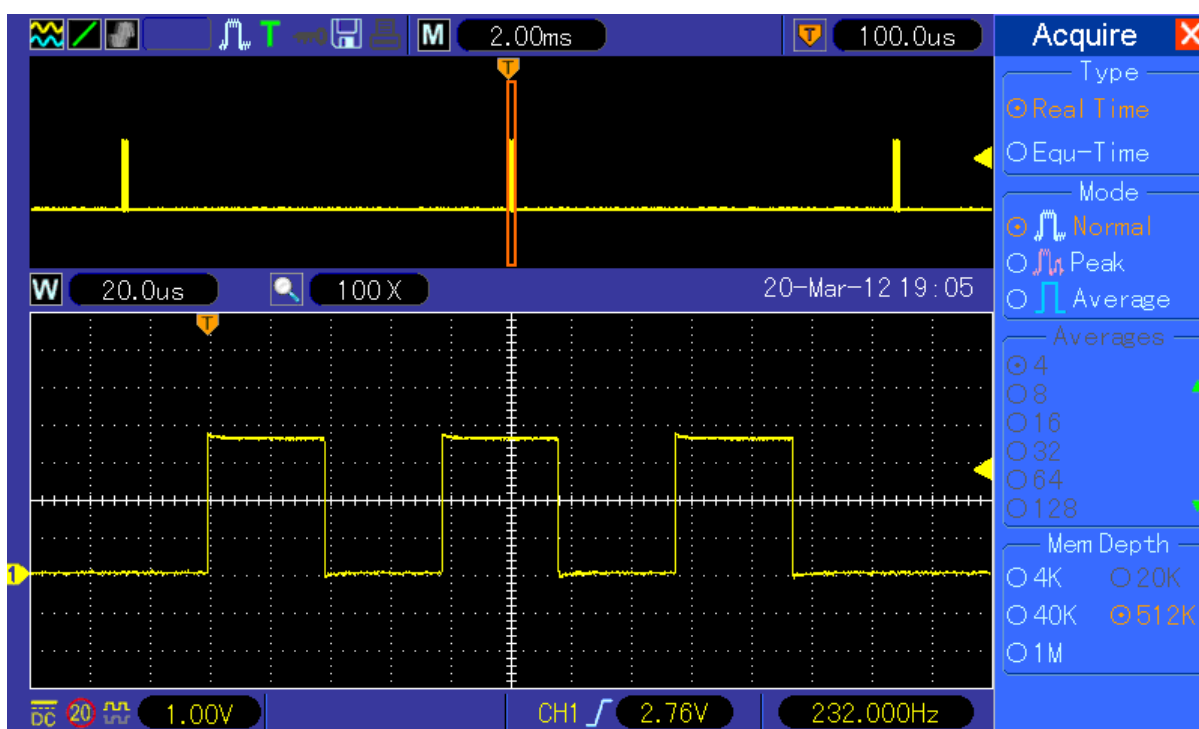 T M 2.00ms T 100.0us Acquire X
T
Type
Real Time
Equ-Time
Mode
Normal
Peak
Average
W 20.0us 100X 20-Mar-12 19:05
T
Averages
4
8
16
32
64
128
1
Mem Depth
4K 20K
40K 512K
1M
DC 20 1.00V CH1 2.76V 232.000Hz